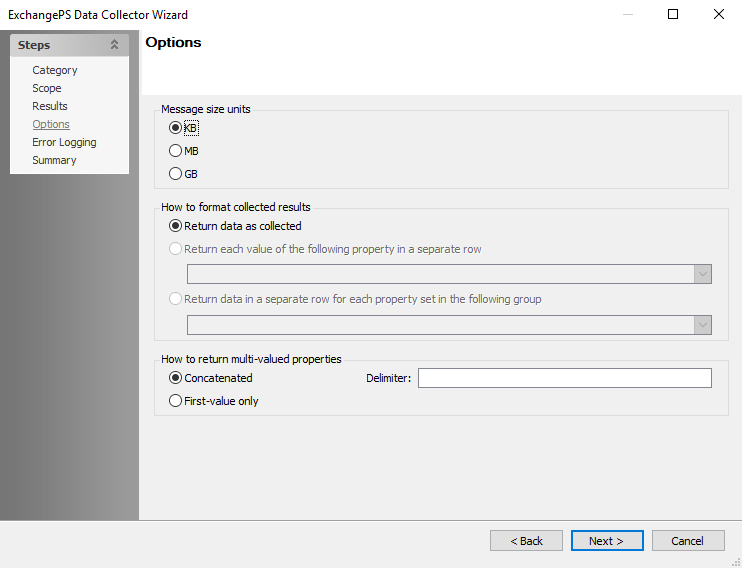 ExchangePS Data Collector Wizard
Steps
Category
Scope
Results
Options
Error Logging
Summary
Options
Message size units
KB
MB
GB
How to format collected results
Return data as collected
Return each value of the following property in a separate row
Return data in a separate row for each property set in the following group
How to return multi-valued properties
Concatenated Delimiter:
First-value only
< Back Next > Cancel